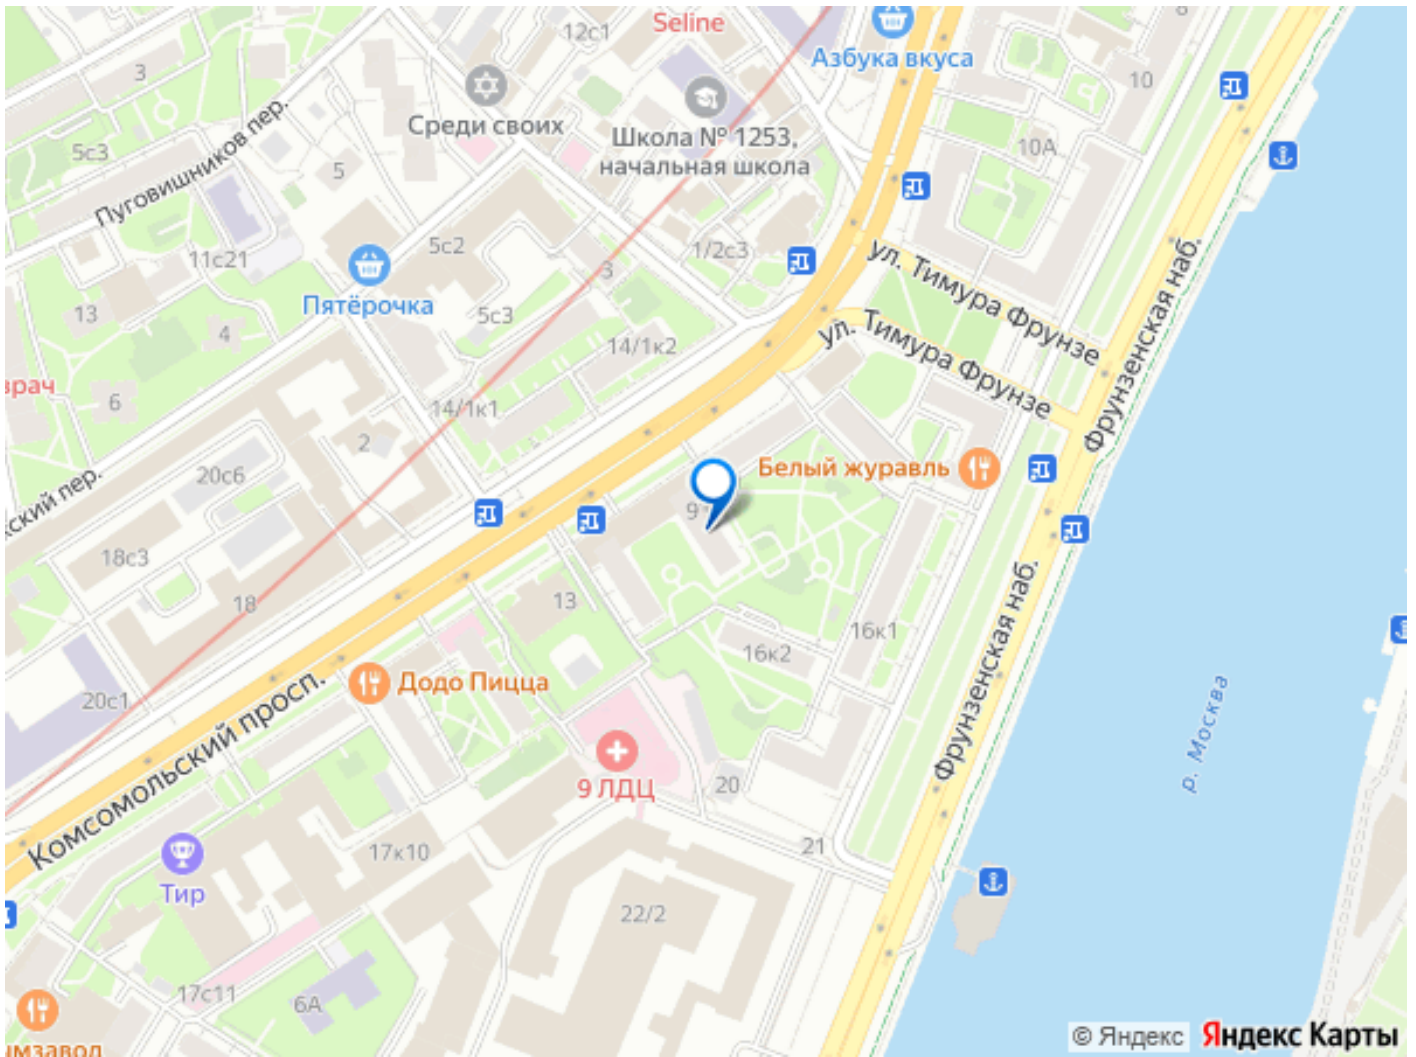 Seline
12с1
8
Азбука вкуса
3
10
Среди своих
Школа № 1253,
начальная школа
10А
5с3
5
Пуговишников пер.
5с2
1/2с3
ул. Тимура Фрунзе
11с21
3
Фрунзенская наб.
Пятёрочка
13
4
5с3
14/1к2
ул. Тимура Фрунзе
врач
6
14/1к1
2
Белый журавль
20с6
9
18с3
18
13
16к1
Фрунзенская наб.
16к2
Додо Пицца
20с1
Комсомольский просп.
р. Москва
9 ЛДЦ
20
21
17к10
Тир
22/2
17с11
6А
© Яндекс Яндекс Карты